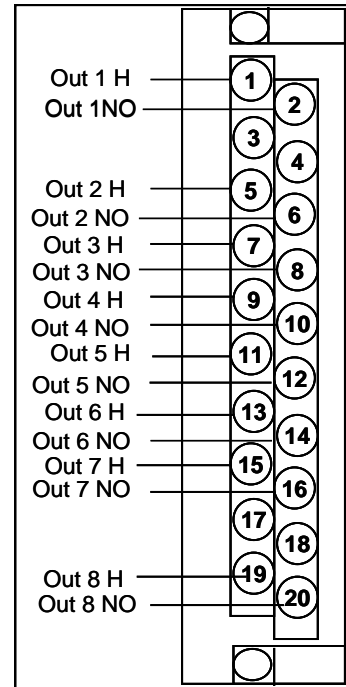 Out 1 H
1
Out 1NO
2
3
4
Out 2 H
5
Out 2 NO
6
Out 3 H
7
Out 3 NO
8
Out 4 H
9
Out 4 NO
10
Out 5 H
11
Out 5 NO
12
Out 6 H
13
Out 6 NO
14
Out 7 H
15
Out 7 NO
16
17
18
Out 8 H
19
Out 8 NO
20